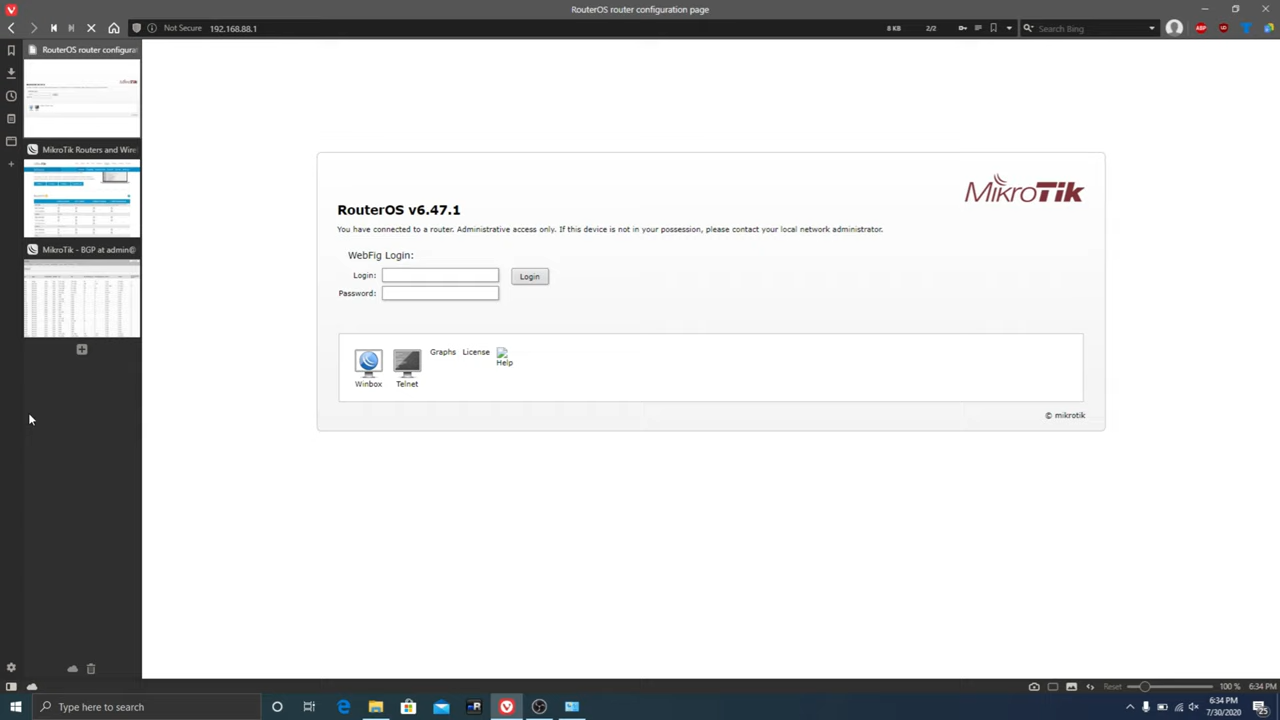 RouterOS router configuration page
Not Secure 192.168.88.1
8 KB 2/2
Search Bing
RouterOS router configurat
MikroTik Routers and Wire
MikroTik - BGP at admin@
MikroTik
RouterOS v6.47.1
You have connected to a router. Administrative access only. If this device is not in your possession, please contact your local network administrator.
WebFig Login:
Login:
Login
Password:
Graphs License Help
Winbox Telnet
© mikrotik
Reset 100 % 6:34 PM
Type here to search
6:34 PM
7/30/2020
25